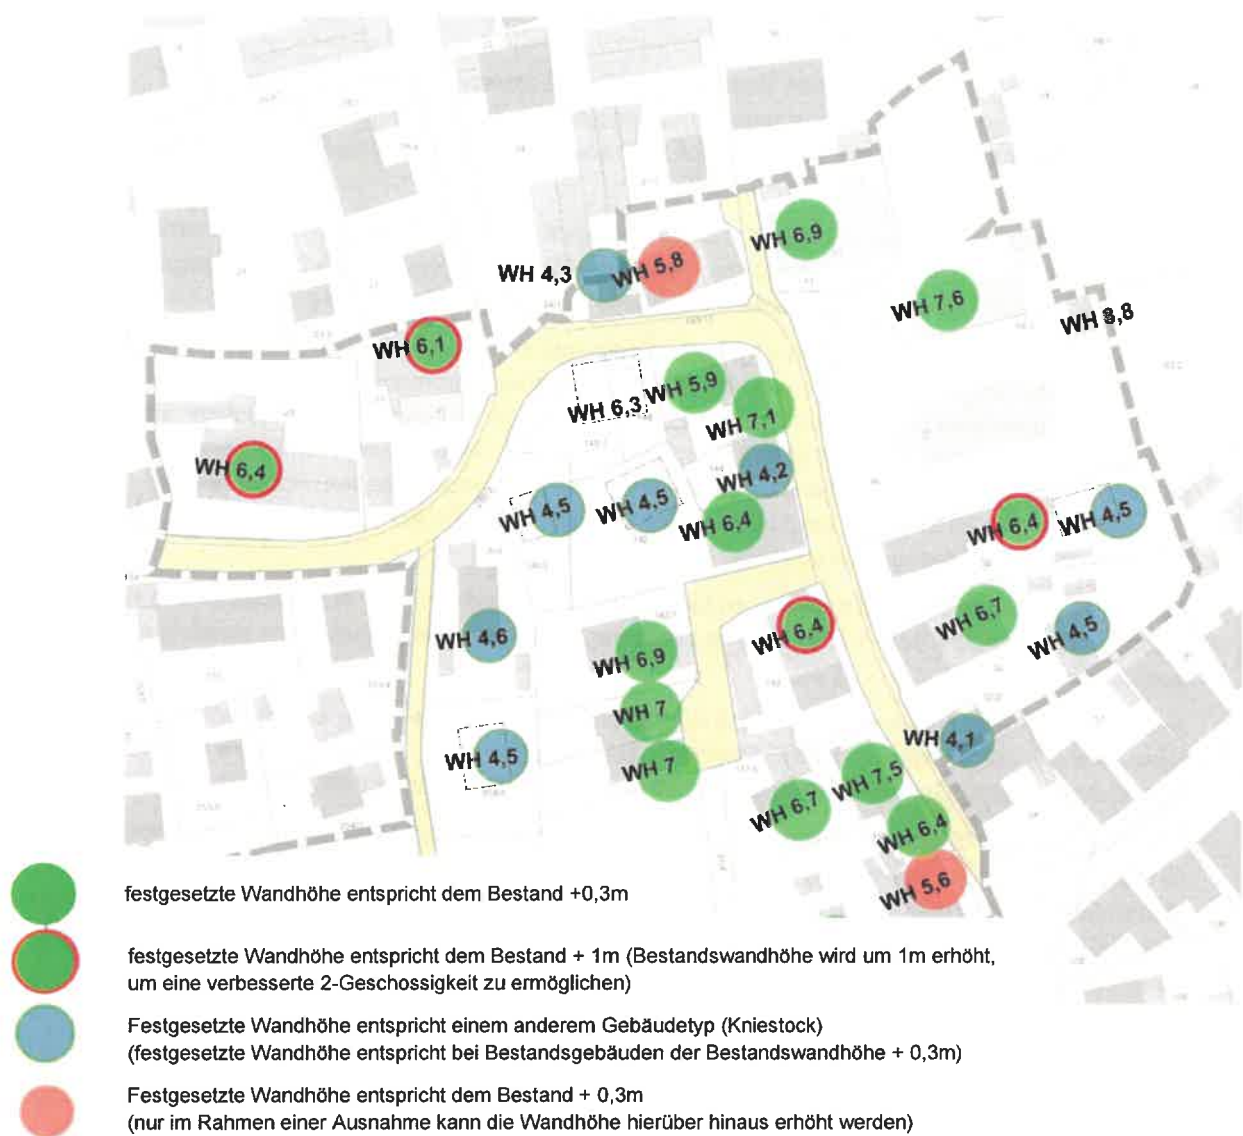 WH 6,9
WH 4,3
WH 5,8
WH 7,6
WH 8,8
WH 6,1
WH 5,9
WH 6,3
WH 7,1
WH 6,4
WH 4,2
WH 4,5
WH 4,5
WH 6,4
WH 6,4
WH 4,5
WH 4,6
WH 6,4
WH 6,7
WH 4,5
WH 6,9
WH 7
WH 4,1
WH 4,5
WH 7
WH 7,5
WH 6,7
WH 6,4
WH 5,6
festgesetzte Wandhöhe entspricht dem Bestand +0,3m
festgesetzte Wandhöhe entspricht dem Bestand + 1m (Bestandswandhöhe wird um 1m erhöht,
um eine verbesserte 2-Geschossigkeit zu ermöglichen)
Festgesetzte Wandhöhe entspricht einem anderem Gebäudetyp (Kniestock)
(festgesetzte Wandhöhe entspricht bei Bestandsgebäuden der Bestandswandhöhe + 0,3m)
Festgesetzte Wandhöhe entspricht dem Bestand + 0,3m
(nur im Rahmen einer Ausnahme kann die Wandhöhe hierüber hinaus erhöht werden)